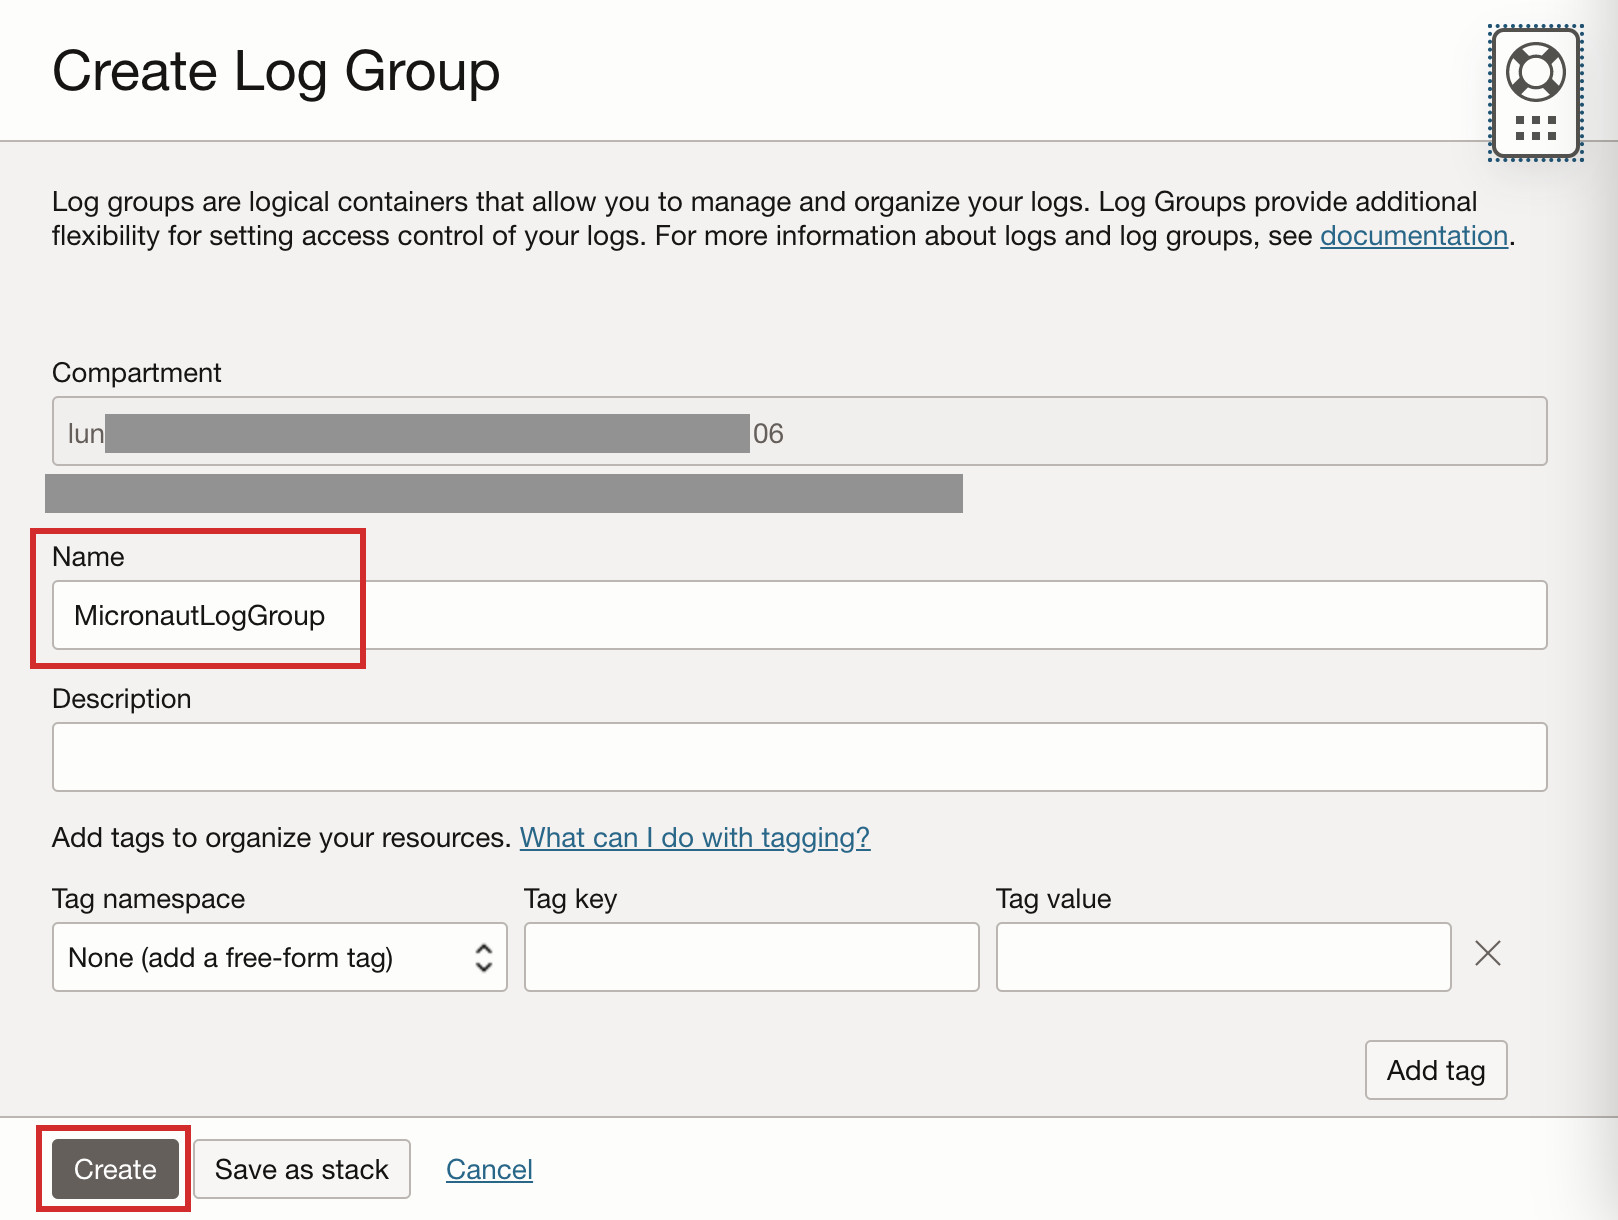 Create Log Group
Log groups are logical containers that allow you to manage and organize your logs. Log Groups provide additional
flexibility for setting access control of your logs. For more information about logs and log groups, see documentation.
Compartment
lun 06
Name
MicronautLogGroup
Description
Add tags to organize your resources. What can I do with tagging?
Tag namespace Tag key Tag value
None (add a free-form tag)
Add tag
Create Save as stack Cancel